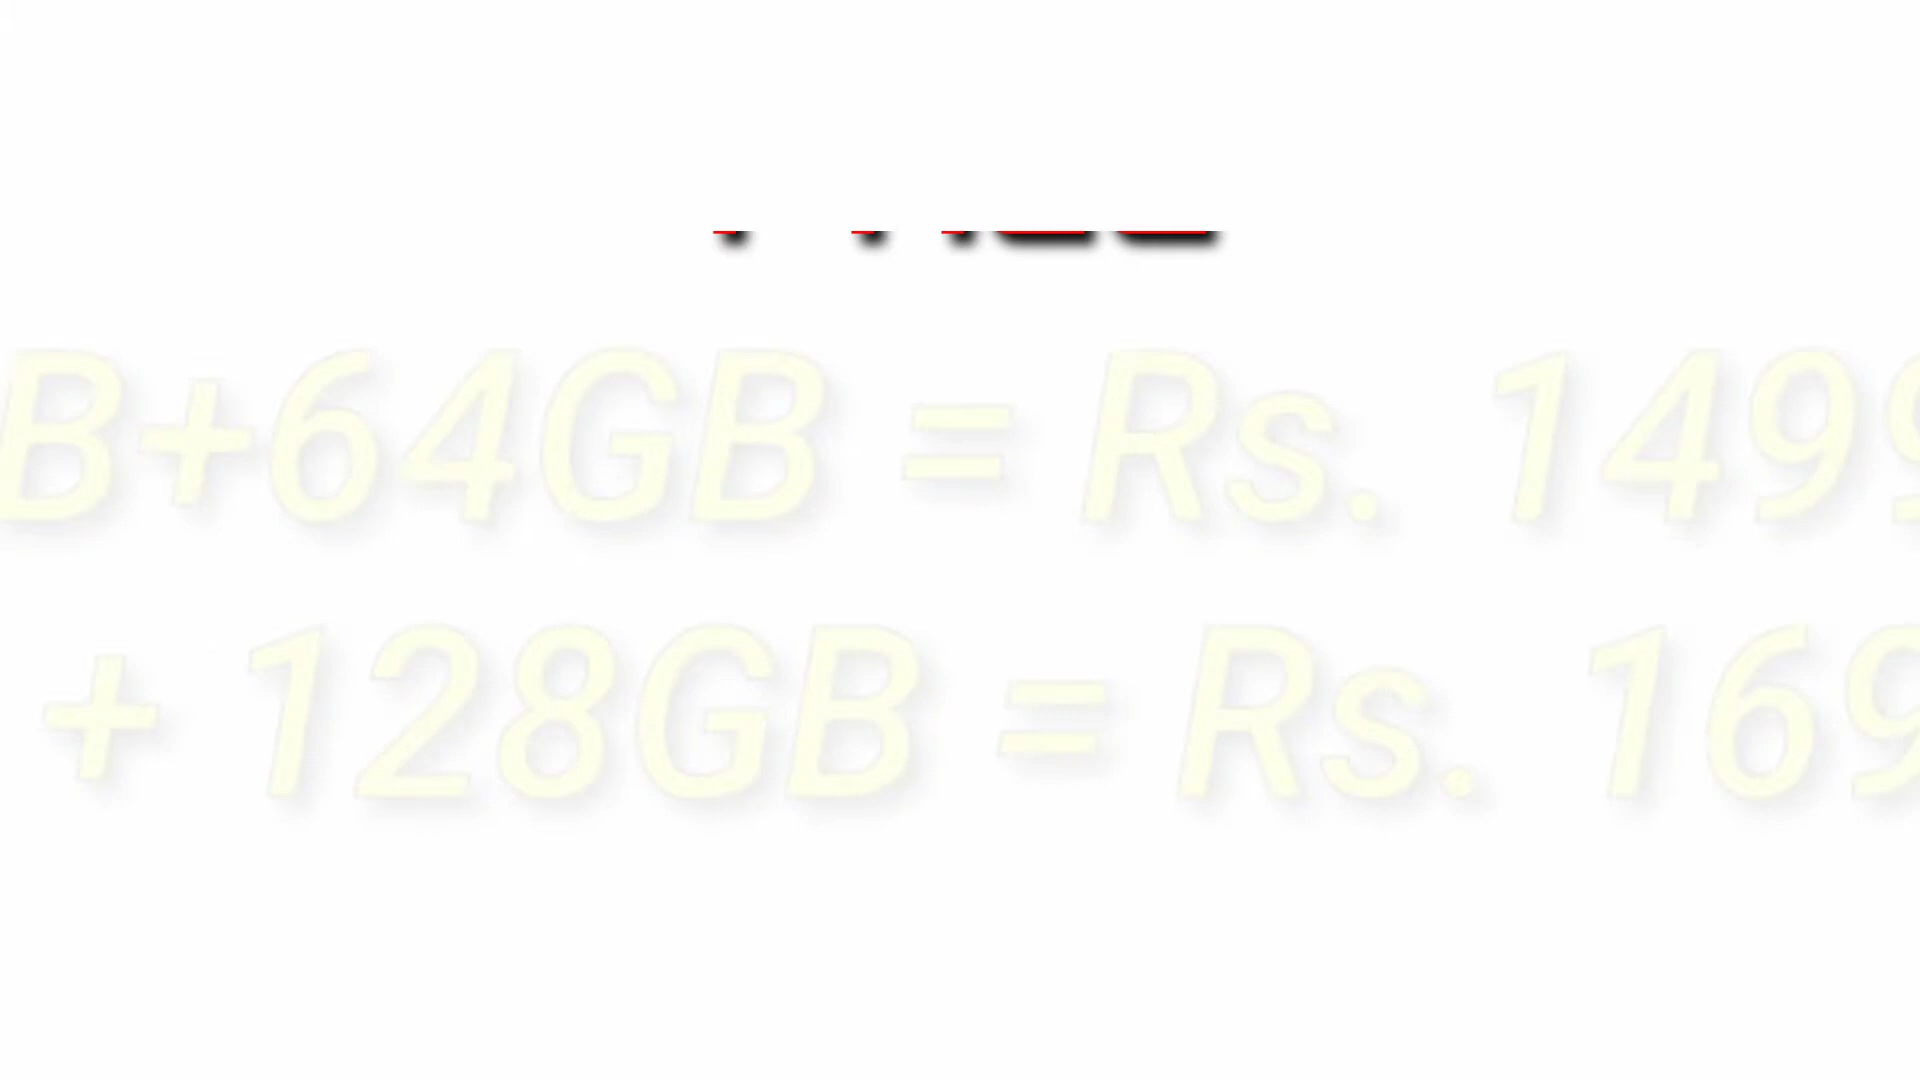 B+64GB = Rs. 1499
+ 128GB = Rs. 169